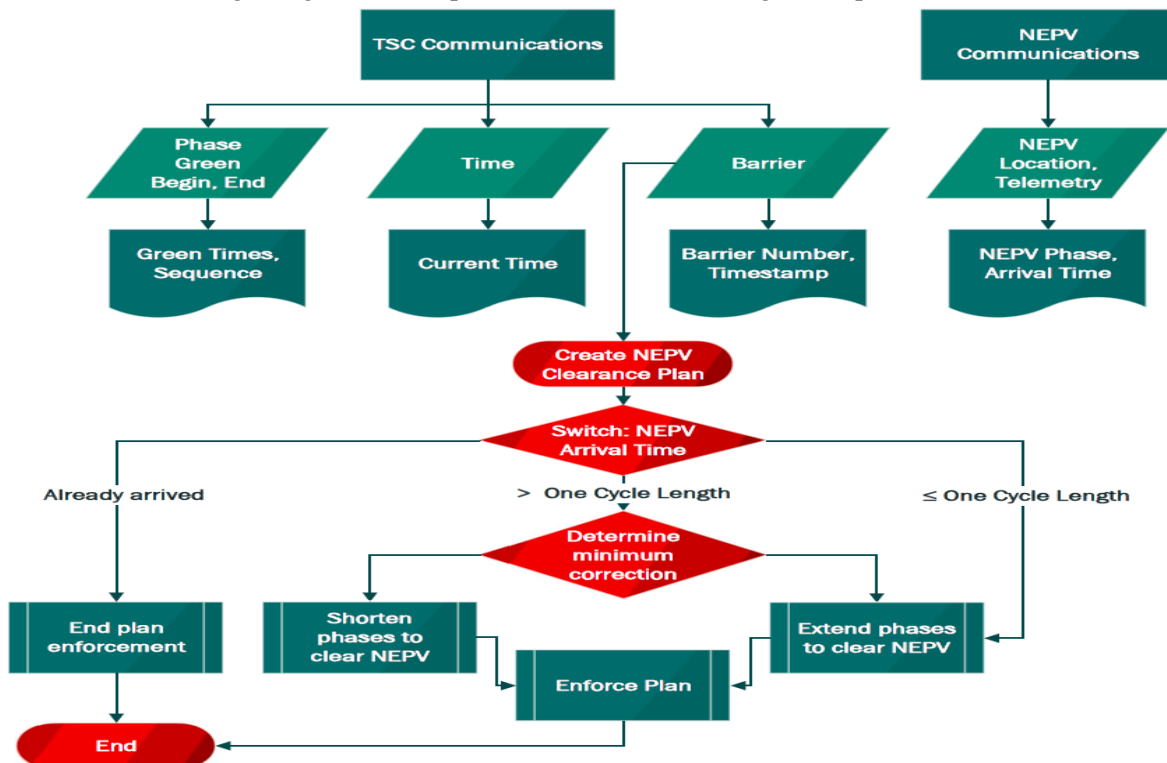 TSC Communications
NEPV
Communications
Phase
Green
Begin, End
Time
Barrier
NEPV
Location,
Telemetry
Green Times,
Sequence
Current Time
Barrier Number,
Timestamp
NEPV Phase,
Arrival Time
Create NEPV
Clearance Plan
Switch: NEPV
Arrival Time
Already arrived
> One Cycle Length
≤ One Cycle Length
Determine
minimum
correction
End plan
enforcement
Shorten
phases to
clear NEPV
Extend phases
to clear NEPV
Enforce Plan
End